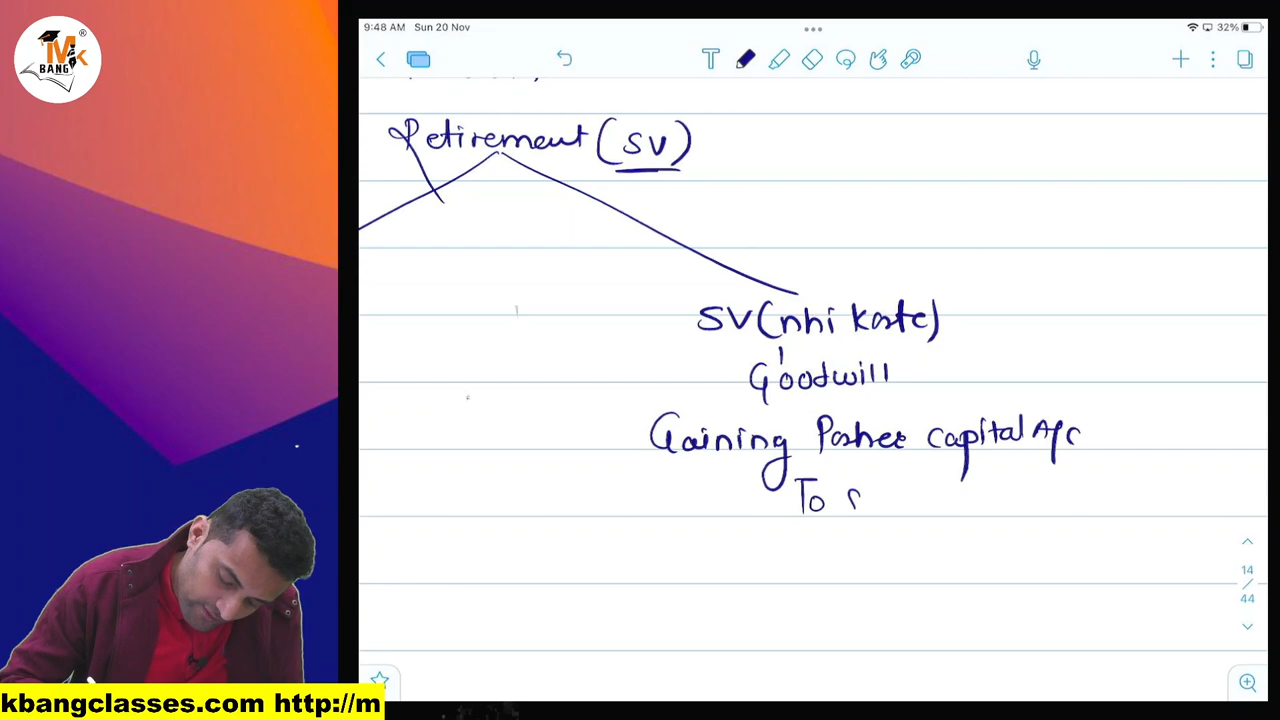 MK
BANG
®
9:48 AM Sun 20 Nov
32%
Retirement (SV)
SV (nhi karte)
Goodwill
Gaining Partner capital A/c
To
14
/
44
kbangclasses.com http://m